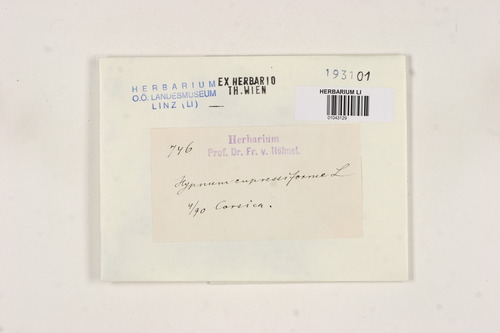 HERBARIUM
O.Ö. LANDESMUSEUM
LINZ (LI)
EX HERBARIO
TH. WIEN
193101
HERBARIUM LI
01043129
746
Herbarium
Prof. Dr. Fr. v. Höhnel.
Hypnum cupressiforme L
4/90 Corsica.